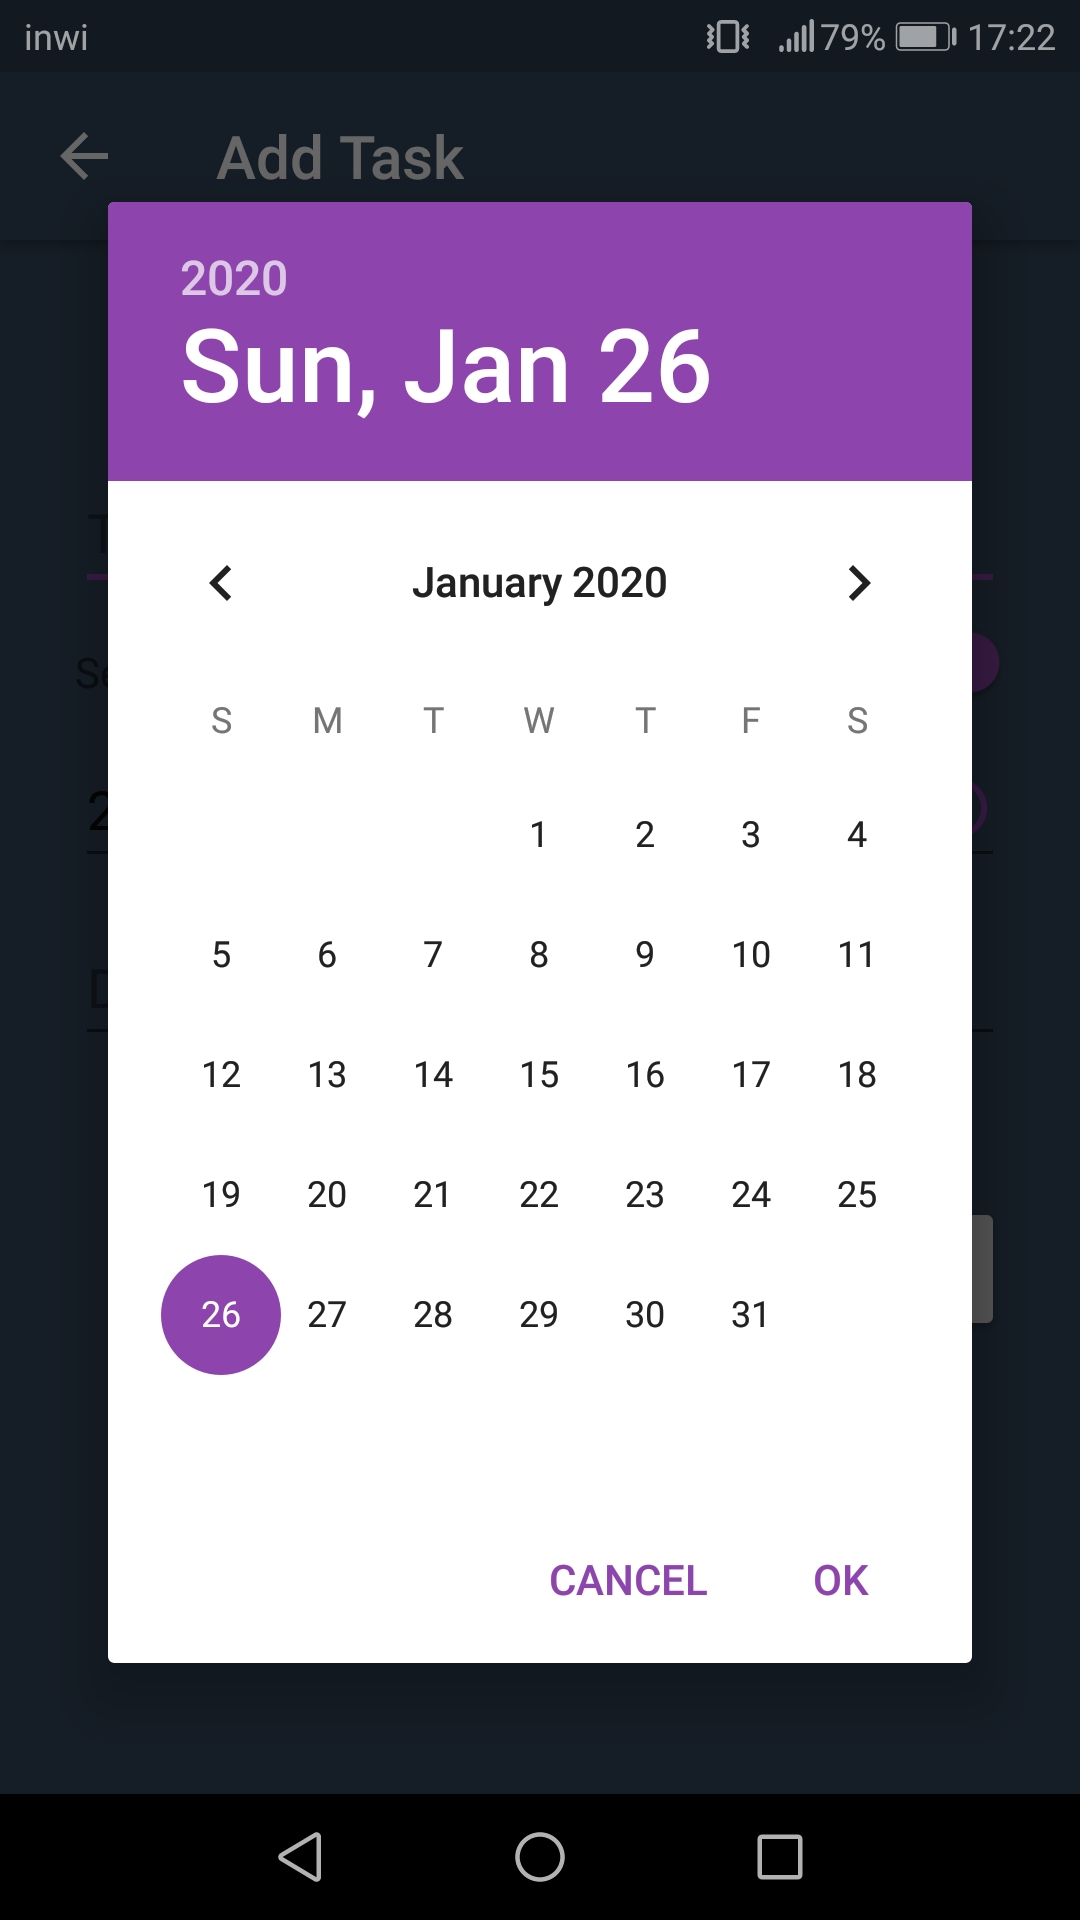 inwi 79% 17:22
Add Task
2020
Sun, Jan 26
January 2020
S M T W T F S
1 2 3 4
5 6 7 8 9 10 11
12 13 14 15 16 17 18
19 20 21 22 23 24 25
26 27 28 29 30 31
CANCEL OK